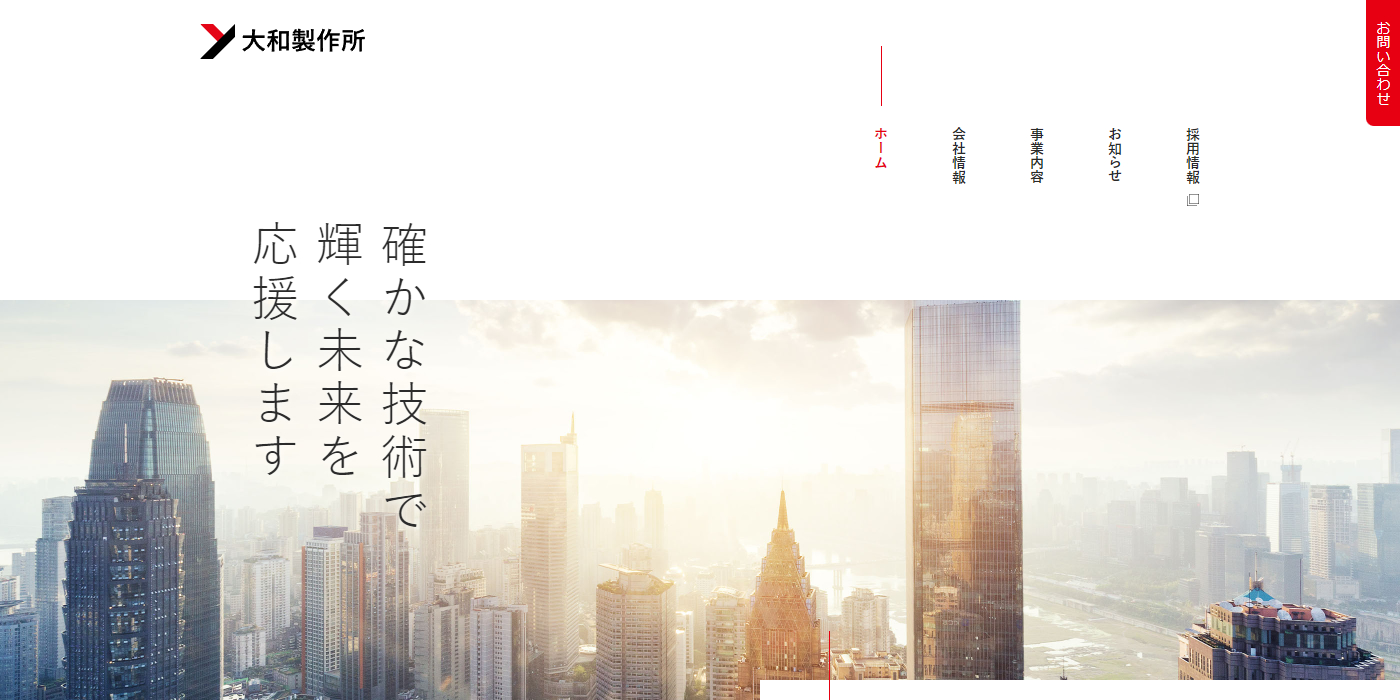 大和製作所
お問い合わせ
ホーム
会社情報
事業内容
お知らせ
採用情報
確かな技術で
輝く未来を
応援します